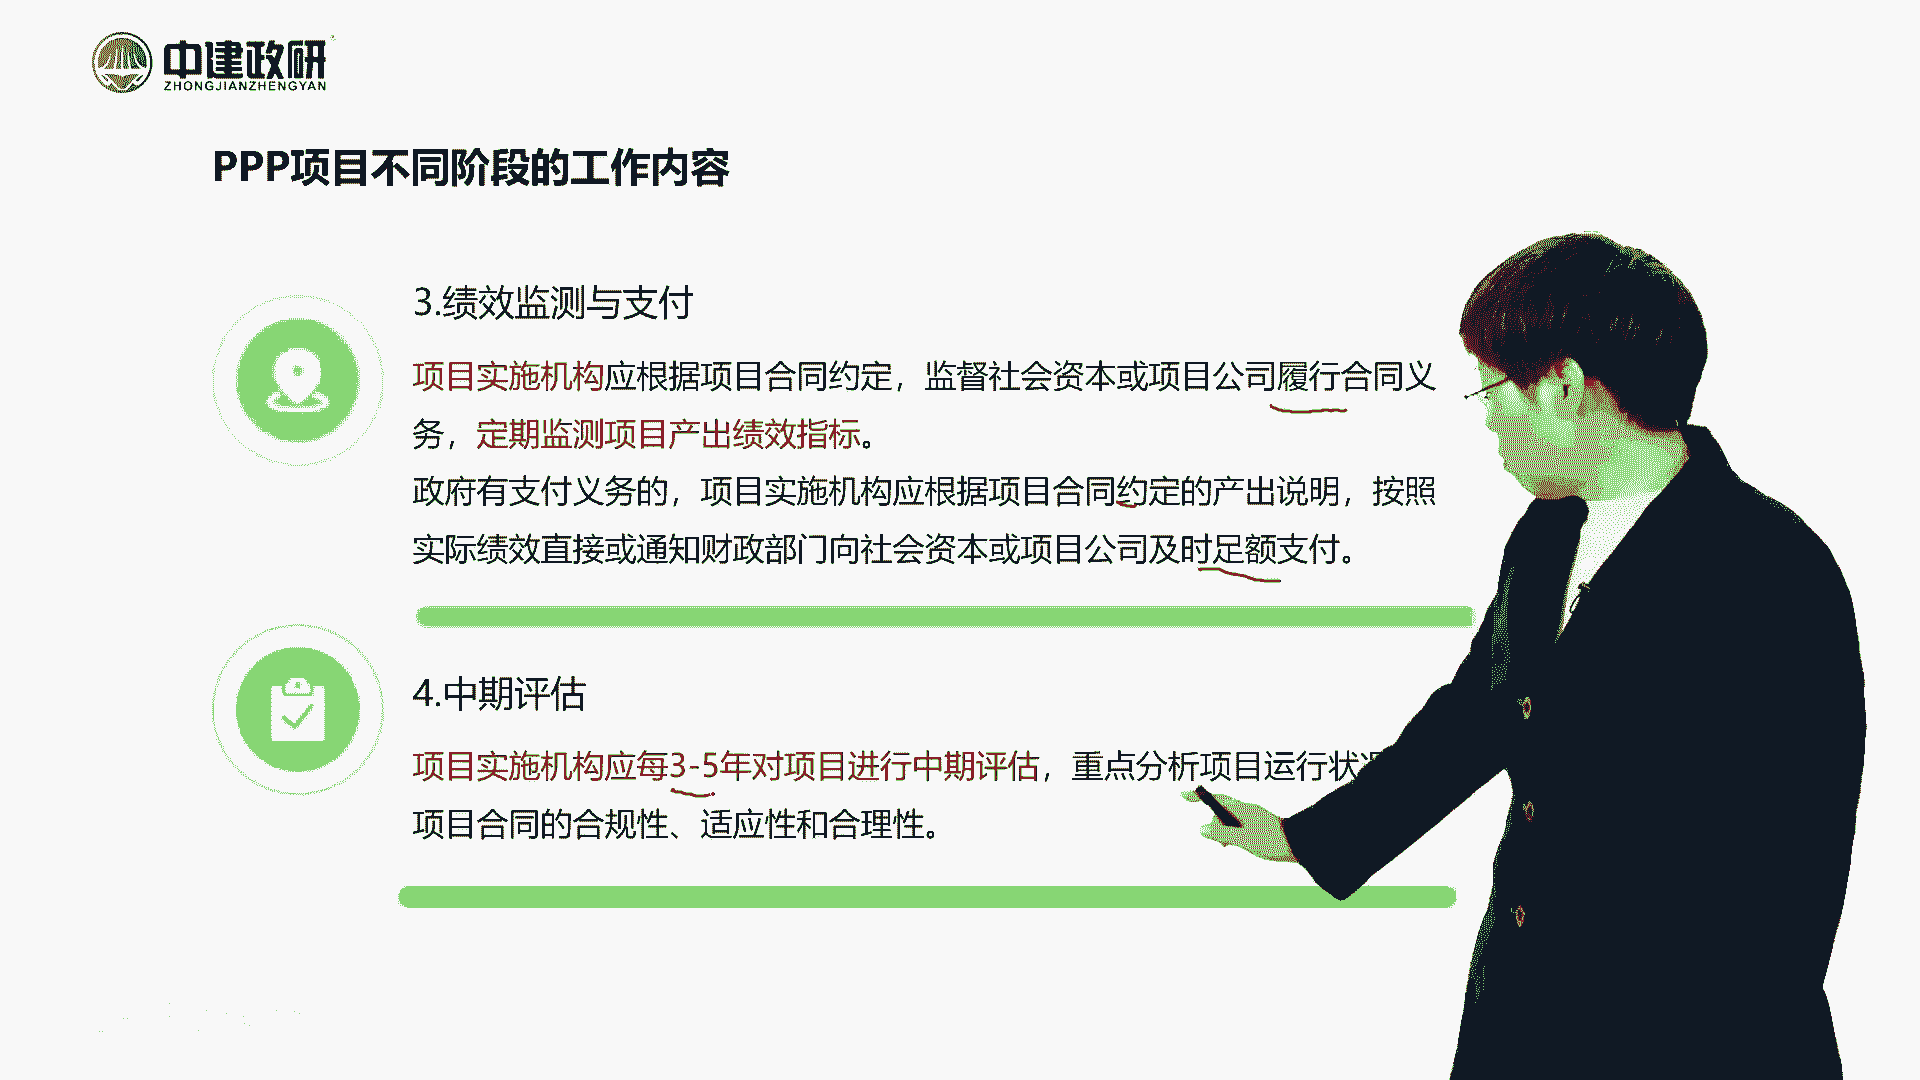 中建政研
ZHONGJIANZHENGYAN
PPP项目不同阶段的工作内容
3.绩效监测与支付
项目实施机构应根据项目合同约定，监督社会资本或项目公司履行合同义
务，定期监测项目产出绩效指标。
政府有支付义务的，项目实施机构应根据项目合同约定的产出说明，按照
实际绩效直接或通知财政部门向社会资本或项目公司及时足额支付。
4.中期评估
项目实施机构应每3-5年对项目进行中期评估，重点分析项目运行状
项目合同的合规性、适应性和合理性。